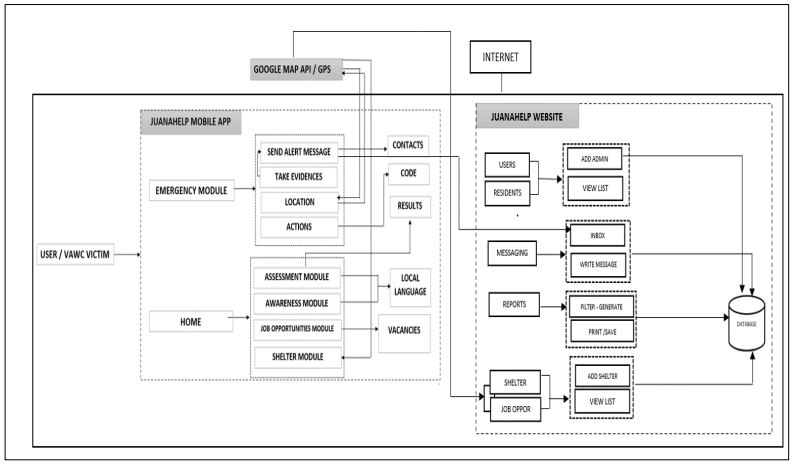 INTERNET
GOOGLE MAP API / GPS
JUANAHELP MOBILE APP
USER / VAWC VICTIM
EMERGENCY MODULE
SEND ALERT MESSAGE
TAKE EVIDENCES
LOCATION
ACTIONS
CONTACTS
CODE
RESULTS
HOME
ASSESSMENT MODULE
AWARENESS MODULE
JOB OPPORTUNITIES MODULE
SHELTER MODULE
LOCAL
LANGUAGE
VACANCIES
JUANAHELP WEBSITE
USERS
RESIDENTS
ADD ADMIN
VIEW LIST
MESSAGING
INBOX
WRITE MESSAGE
REPORTS
FILTER - GENERATE
PRINT /SAVE
SHELTER
JOB OPPOR
ADD SHELTER
VIEW LIST
DATABASE